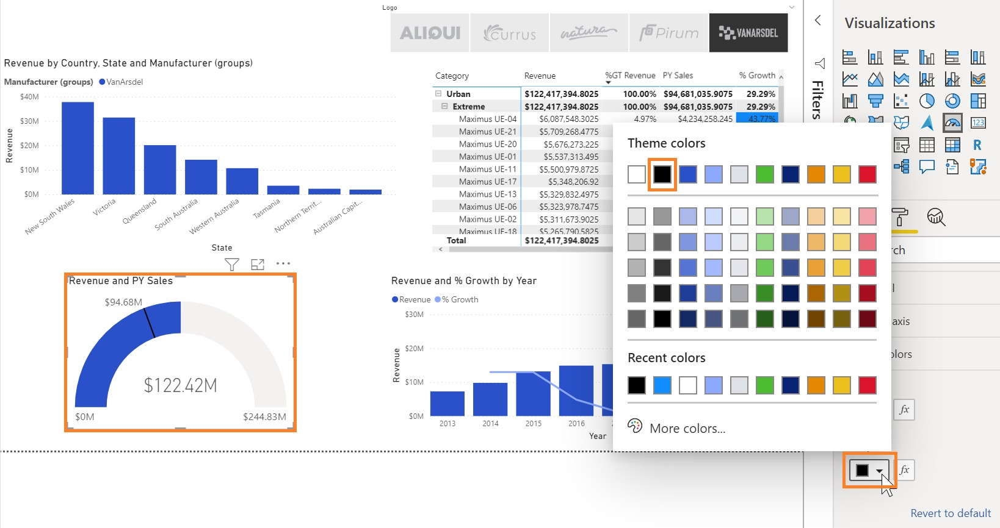 Logo
ALIQUI
Currus
natura
Pirum
VANARSDEL
Visualizations
Filters
Revenue by Country, State and Manufacturer (groups)
Manufacturer (groups) VanArsdel
$40M
$30M
$20M
$10M
$0M
Revenue
New South Wales
Victoria
Queensland
South Australia
Western Australia
Tasmania
Northern Territ...
Australian Capit...
State
Category Revenue %GT Revenue PY Sales % Growth
Urban $122,417,394.8025 100.00% $94,681,035.9075 29.29%
Extreme $122,417,394.8025 100.00% $94,681,035.9075 29.29%
Maximus UE-04 $6,087,548.3025 4.97% $4,234,258.245 43.77%
Maximus UE-21 $5,709,268.4775
Maximus UE-20 $5,676,273.225
Maximus UE-01 $5,537,313.495
Maximus UE-11 $5,500,979.8725
Maximus UE-17 $5,348,206.92
Maximus UE-13 $5,329,832.4975
Maximus UE-06 $5,323,978.7475
Maximus UE-02 $5,311,673.9025
Maximus UE-18 $5,265,790.5825
Total $122,417,394.8025
Revenue and PY Sales
$94.68M
$122.42M
$0M
$244.83M
Revenue and % Growth by Year
Revenue % Growth
$30M
$20M
$10M
$0M
Revenue
2013 2014 2015 2016 2
Year
Theme colors
Recent colors
More colors...
123
R
rch
l
axis
olors
fx
fx
Revert to default